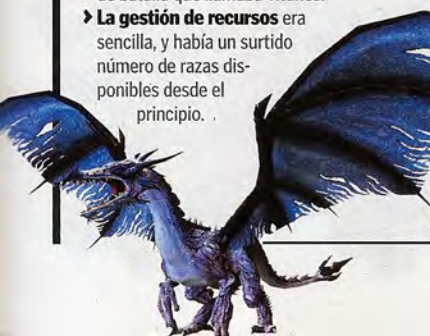 › La gestión de recursos era
sencilla, y había un surtido
número de razas dis-
ponibles desde el
principio.